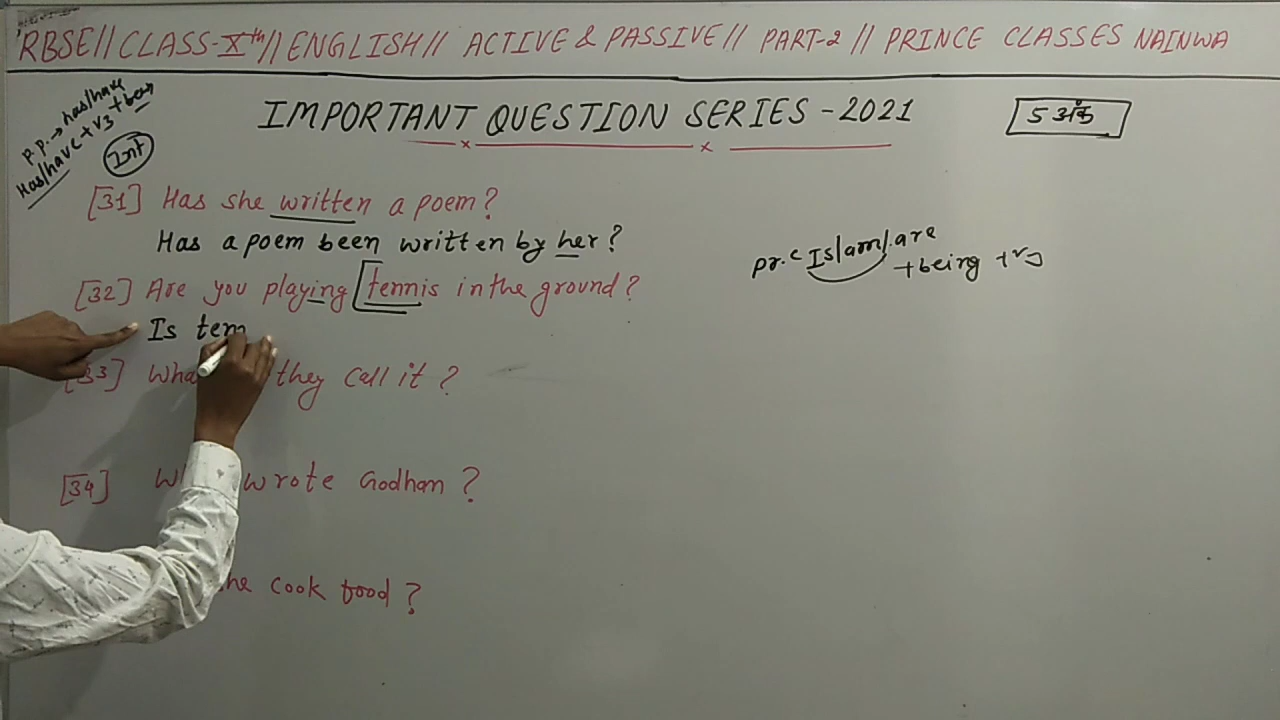 RBSE//CLASS-Xth//ENGLISH// ACTIVE & PASSIVE// PART-2 // PRINCE CLASSES NAINWA
P.P.→has/have
Has/have+V3+been
Int
IMPORTANT QUESTION SERIES -2021
5 अंक
[31] Has she written a poem?
Has a poem been written by her?
pr.c Is/am/are
+being +V3
[32] Are you playing [tennis in the ground?
Is ten
[33] they call it?
[34] wrote Godhan?
cook food?